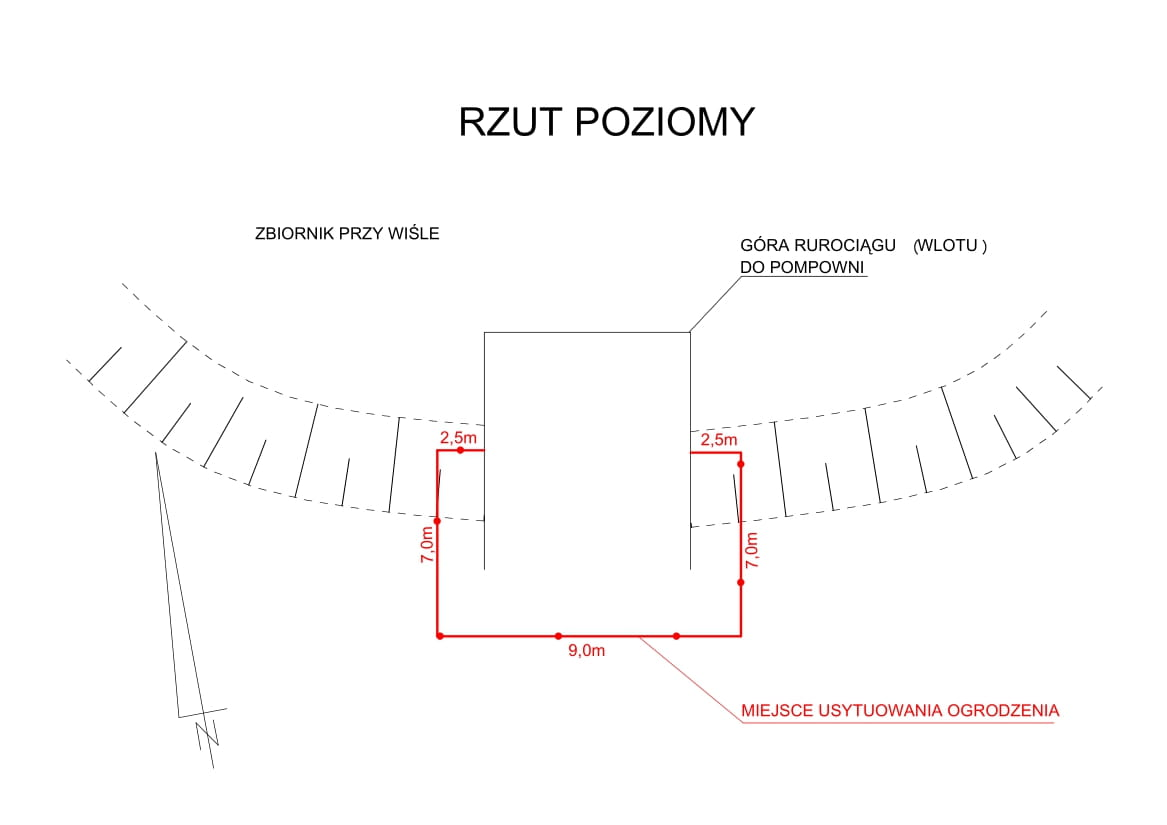 RZUT POZIOMY
ZBIORNIK PRZY WIŚLE
GÓRA RUROCIĄGU (WLOTU )
DO POMPOWNI
2,5m
2,5m
7,0m
7,0m
9,0m
MIEJSCE USYTUOWANIA OGRODZENIA
N